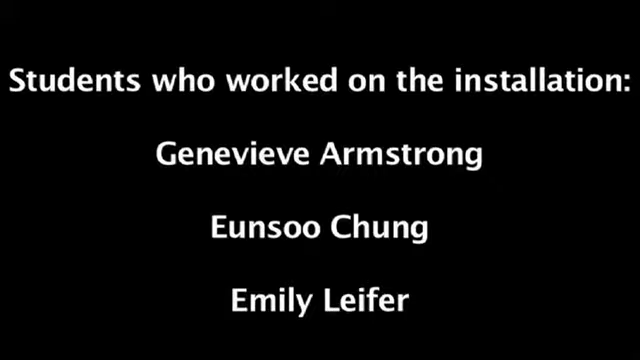 Students who worked on the installation:
Genevieve Armstrong
Eunsoo Chung
Emily Leifer